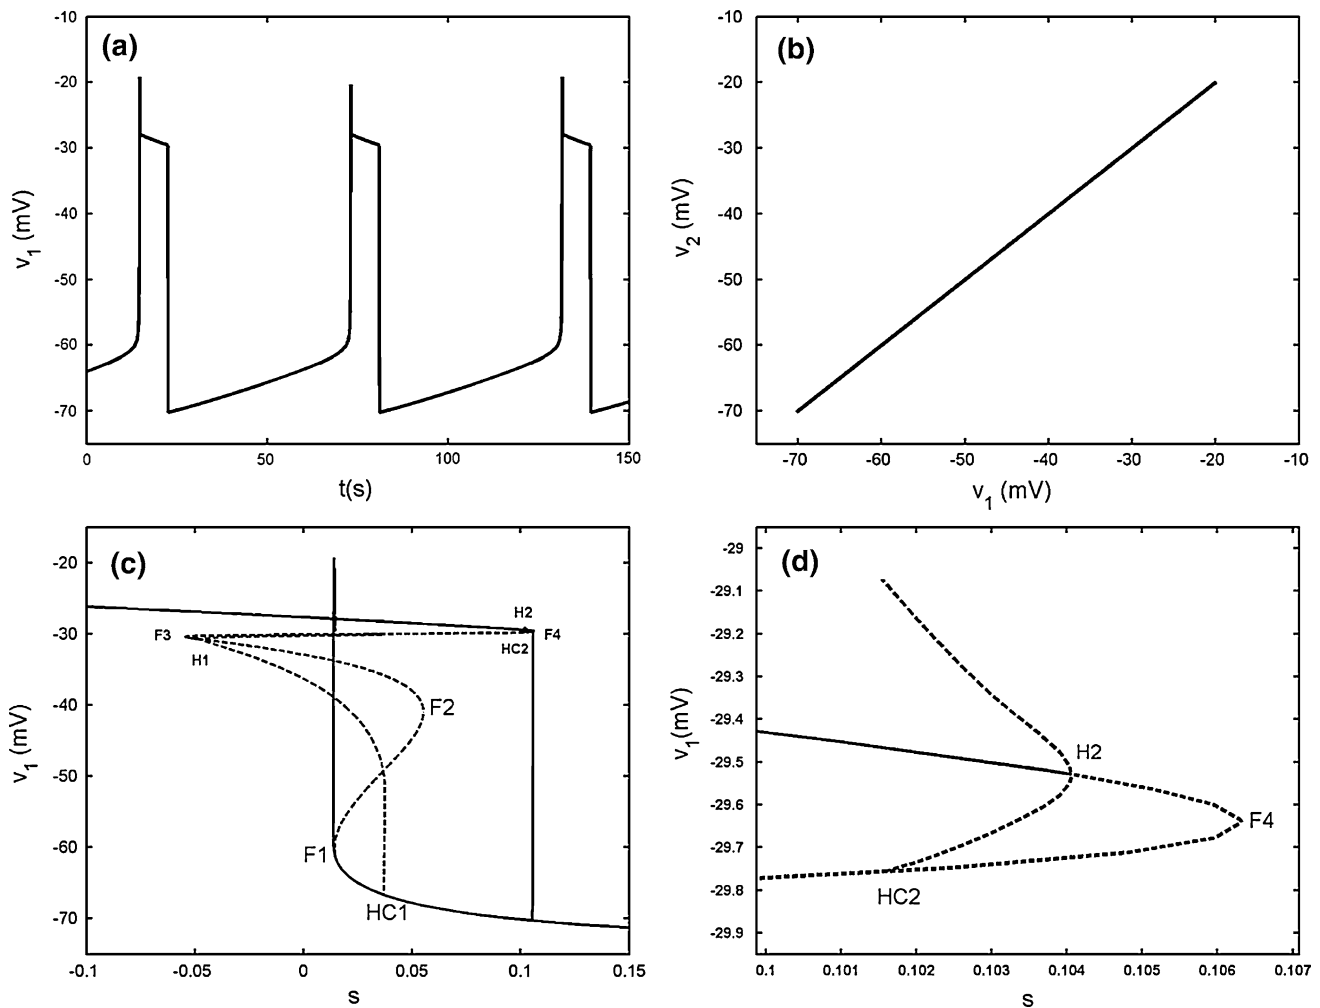 (a)
-10
-20
-30
-40
-50
-60
-70
v1 (mV)
0
50
100
150
t(s)
(b)
-10
-20
-30
-40
-50
-60
-70
v2 (mV)
-70
-60
-50
-40
-30
-20
-10
v1 (mV)
(c)
-20
-30
-40
-50
-60
-70
v1 (mV)
H2
F3
F4
H1
HC2
F2
F1
HC1
-0.1
-0.05
0
0.05
0.1
0.15
s
(d)
-29
-29.1
-29.2
-29.3
-29.4
-29.5
-29.6
-29.7
-29.8
-29.9
v1(mV)
H2
F4
HC2
0.1
0.101
0.102
0.103
0.104
0.105
0.106
0.107
s